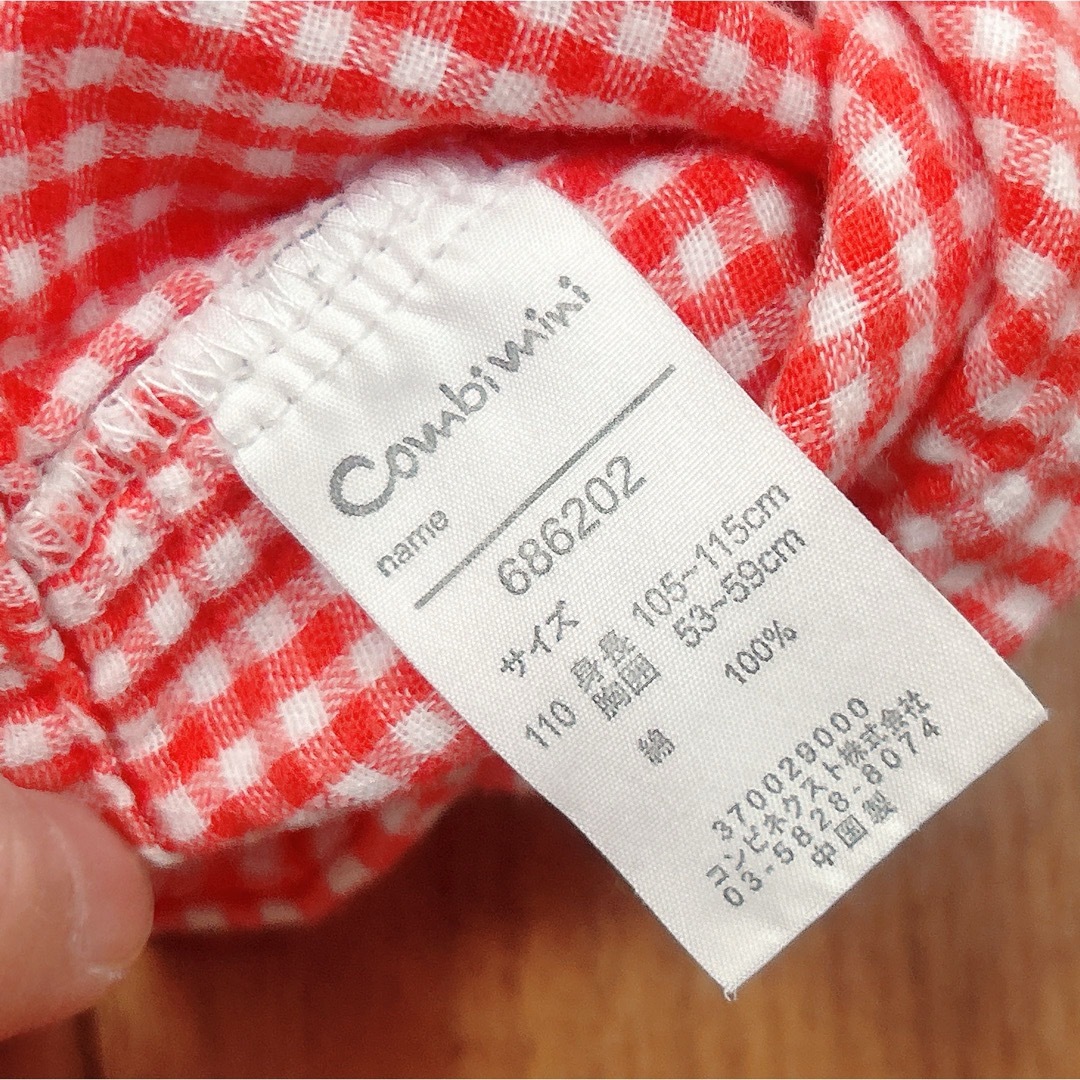 Combimini
name
686202
サイズ
110 身長 105~115cm
胸囲 53~59cm
綿 100%
370029000
コンビネクスト株式会社
03-5828-8074
中国製